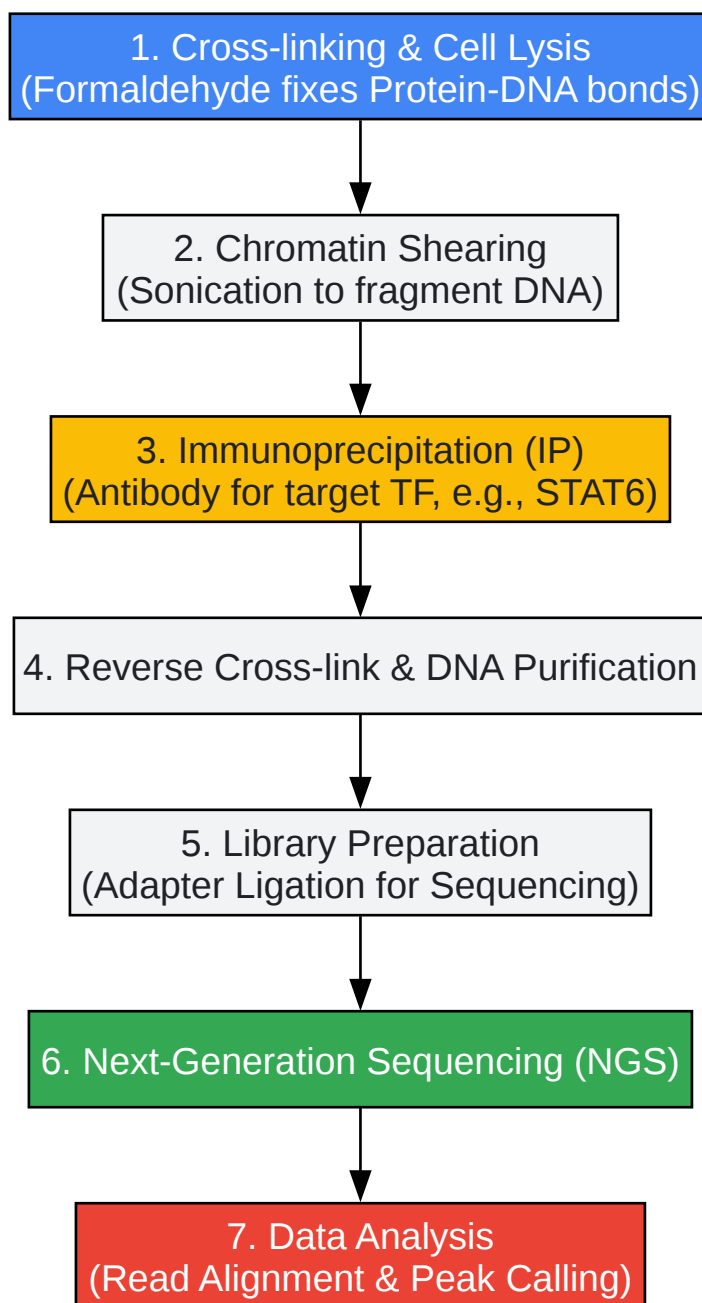 1. Cross-linking & Cell Lysis
(Formaldehyde fixes Protein-DNA bonds)
2. Chromatin Shearing
(Sonication to fragment DNA)
3. Immunoprecipitation (IP)
(Antibody for target TF, e.g., STAT6)
4. Reverse Cross-link & DNA Purification
5. Library Preparation
(Adapter Ligation for Sequencing)
6. Next-Generation Sequencing (NGS)
7. Data Analysis
(Read Alignment & Peak Calling)